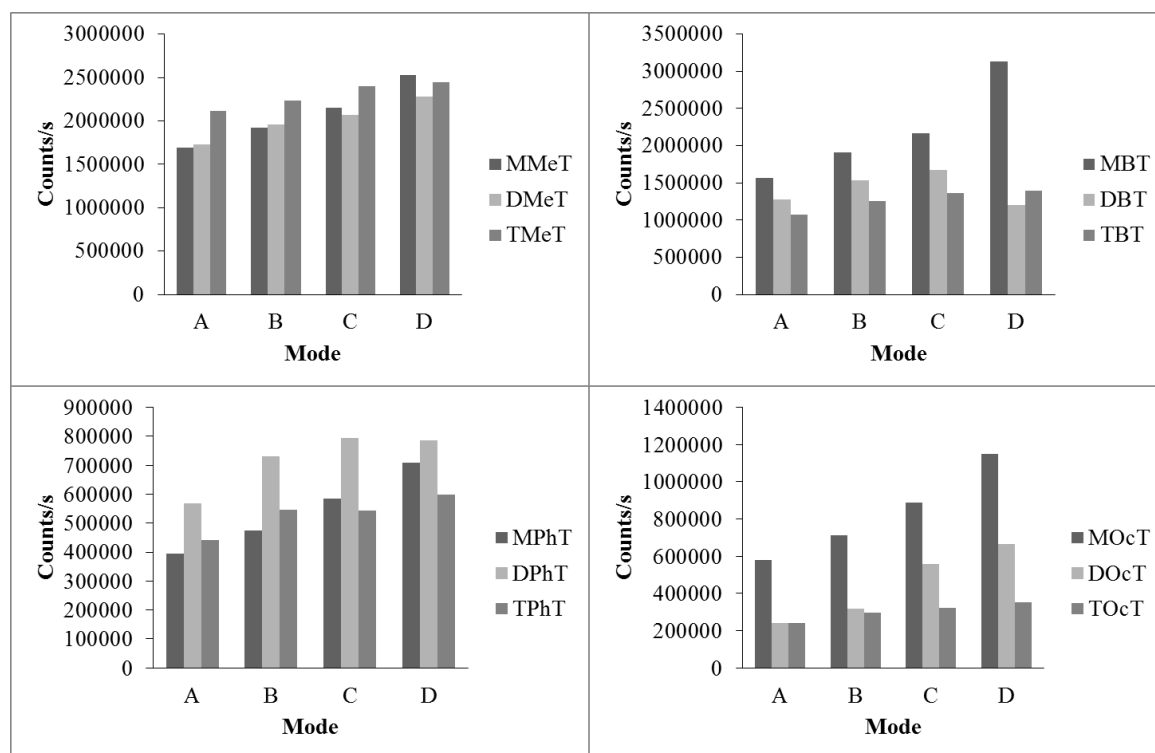 3000000
2500000
2000000
1500000
1000000
500000
0
Counts/s
A B C D
Mode
MMeT
DMeT
TMeT
3500000
3000000
2500000
2000000
1500000
1000000
500000
0
Counts/s
A B C D
Mode
MBT
DBT
TBT
900000
800000
700000
600000
500000
400000
300000
200000
100000
0
Counts/s
A B C D
Mode
MPhT
DPhT
TPhT
1400000
1200000
1000000
800000
600000
400000
200000
0
Counts/s
A B C D
Mode
MOcT
DOcT
TOcT